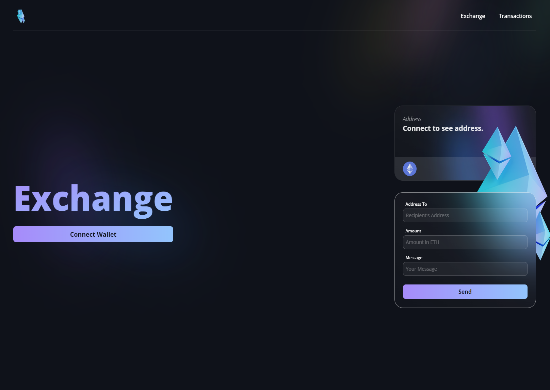 Exchange
Transactions
Address
Connect to see address.
Exchange
Connect Wallet
Address To
Recipients Address
Amount
Amount in ETH
Message
Your Message
Send